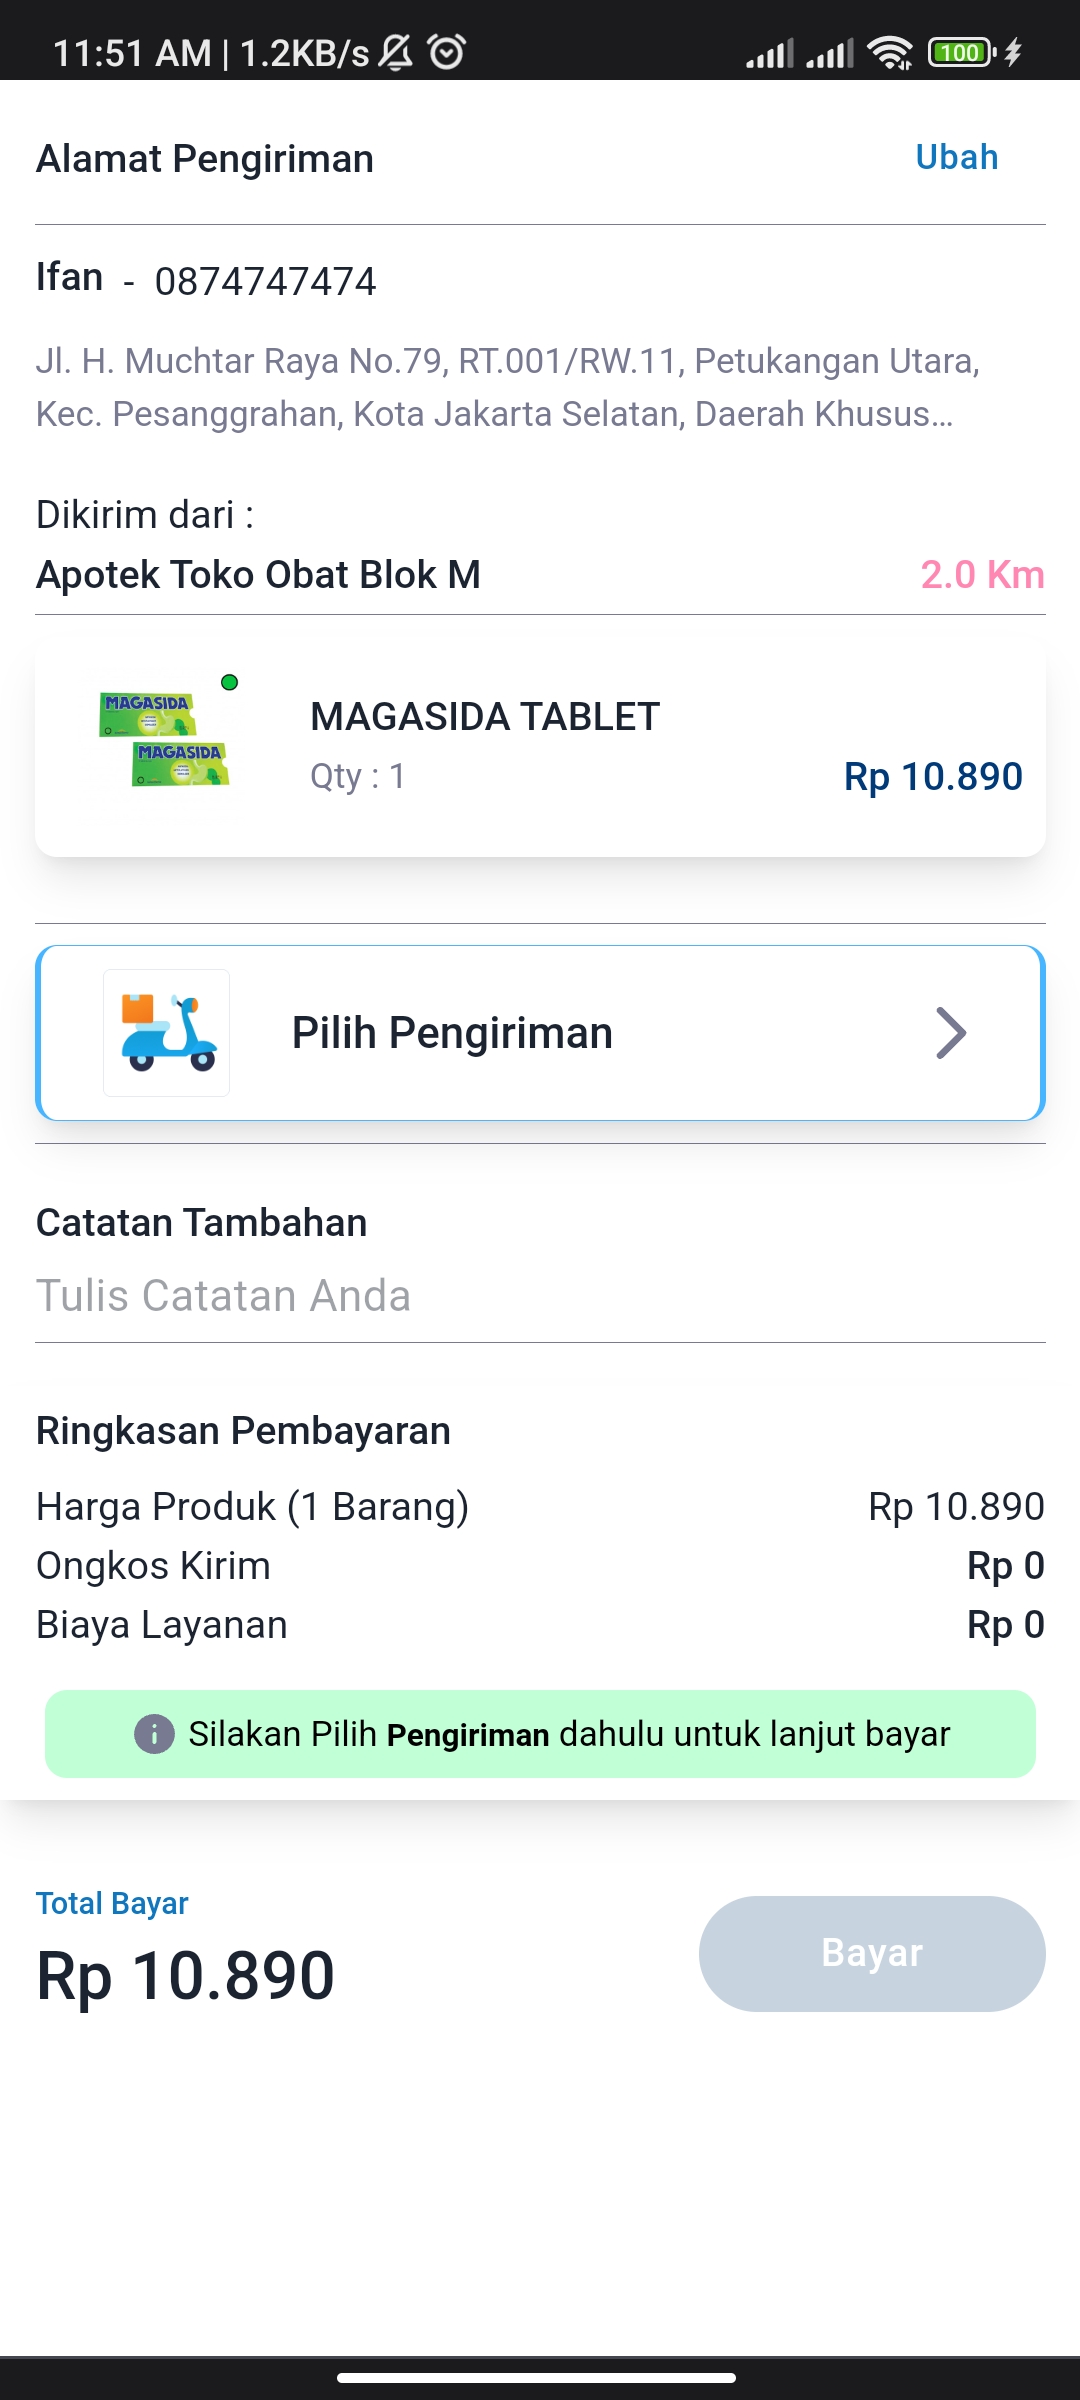 11:51 AM | 1.2KB/s
100
Alamat Pengiriman
Ubah
Ifan - 0874747474
Jl. H. Muchtar Raya No.79, RT.001/RW.11, Petukangan Utara,
Kec. Pesanggrahan, Kota Jakarta Selatan, Daerah Khusus...
Dikirim dari :
Apotek Toko Obat Blok M
2.0 Km
MAGASIDA
MAGASIDA
MAGASIDA TABLET
Qty : 1
Rp 10.890
Pilih Pengiriman
Catatan Tambahan
Tulis Catatan Anda
Ringkasan Pembayaran
Harga Produk (1 Barang)
Rp 10.890
Ongkos Kirim
Rp 0
Biaya Layanan
Rp 0
Silakan Pilih Pengiriman dahulu untuk lanjut bayar
Total Bayar
Rp 10.890
Bayar